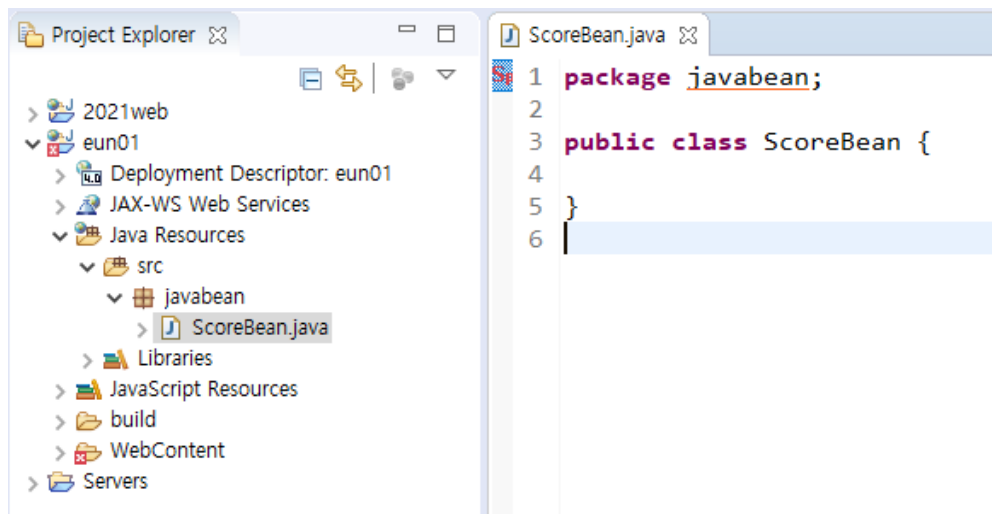 Project Explorer
2021web
eun01
Deployment Descriptor: eun01
JAX-WS Web Services
Java Resources
src
javabean
ScoreBean.java
Libraries
JavaScript Resources
build
WebContent
Servers
ScoreBean.java
1 package javabean;
2
3 public class ScoreBean {
4
5 }
6